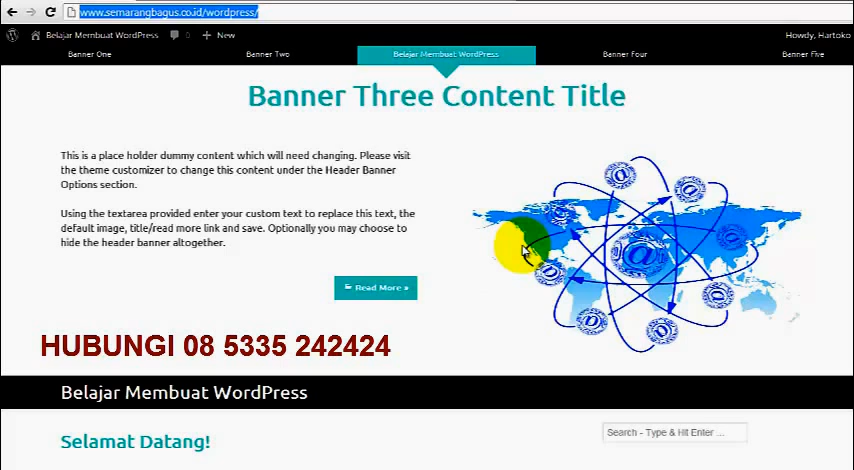 www.semarangbagus.co.id/wordpress/
Belajar Membuat WordPress 0 New Howdy, Hartoko
Banner One Banner Two Belajar Membuat WordPress Banner Four Banner Five
Banner Three Content Title
This is a place holder dummy content which will need changing. Please visit
the theme customizer to change this content under the Header Banner
Options section.
Using the textarea provided enter your custom text to replace this text, the
default image, title/read more link and save. Optionally you may choose to
hide the header banner altogether.
Read More »
HUBUNGI 08 5335 242424
Belajar Membuat WordPress
Selamat Datang!
Search - Type & Hit Enter ...